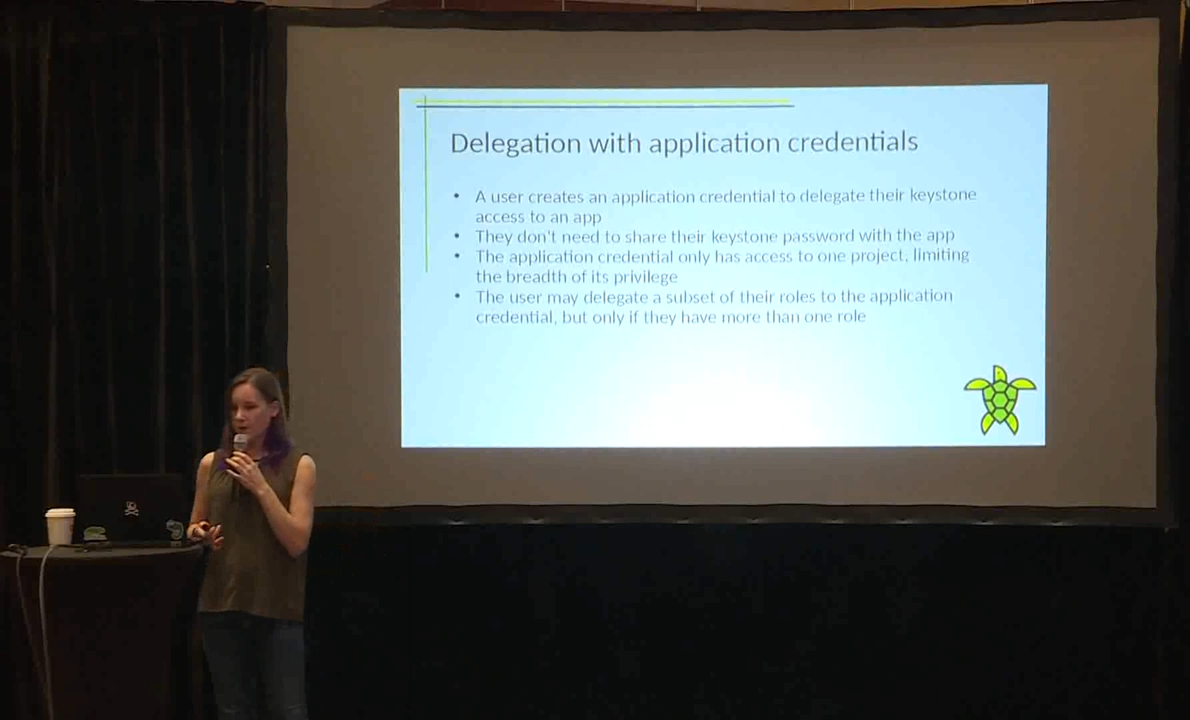 Delegation with application credentials
• A user creates an application credential to delegate their keystone
access to an app
• They don't need to share their keystone password with the app
• The application credential only has access to one project, limiting
the breadth of its privilege
• The user may delegate a subset of their roles to the application
credential, but only if they have more than one role